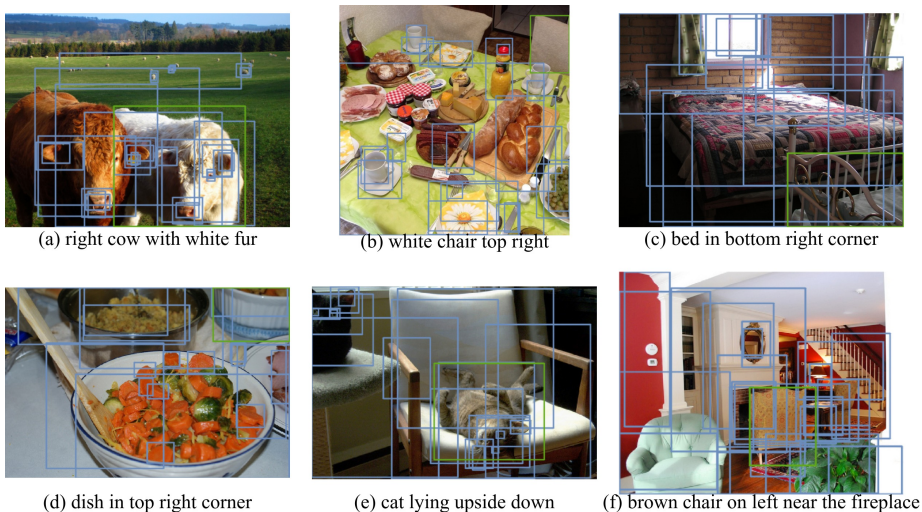 (a) right cow with white fur
(b) white chair top right
(c) bed in bottom right corner
(d) dish in top right corner
(e) cat lying upside down
(f) brown chair on left near the fireplace